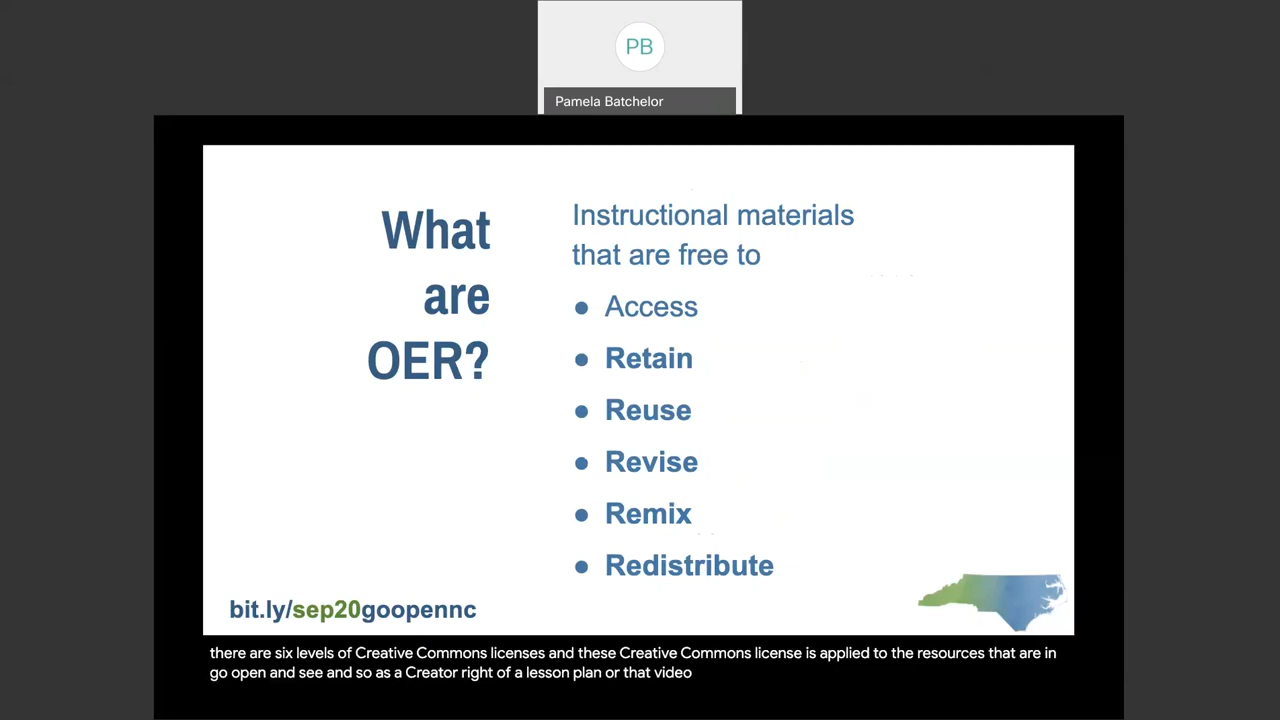 PB
Pamela Batchelor
What
are
OER?
Instructional materials
that are free to
● Access
● Retain
● Reuse
● Revise
● Remix
● Redistribute
bit.ly/sep20goopennc
there are six levels of Creative Commons licenses and these Creative Commons license is applied to the resources that are in
go open and see and so as a Creator right of a lesson plan or that video